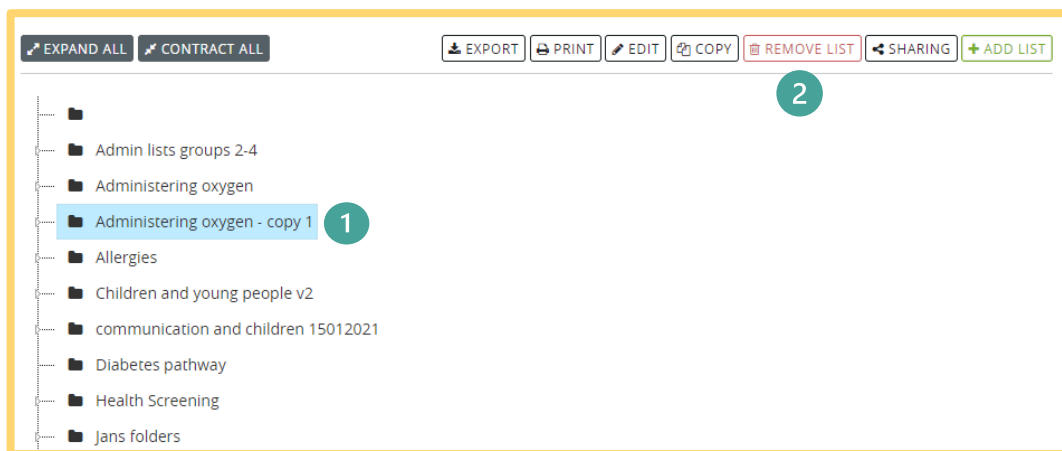 EXPAND ALL CONTRACT ALL EXPORT PRINT EDIT COPY REMOVE LIST SHARING + ADD LIST
2
Admin lists groups 2-4
Administering oxygen
Administering oxygen - copy 1 1
Allergies
Children and young people v2
communication and children 15012021
Diabetes pathway
Health Screening
Jans folders